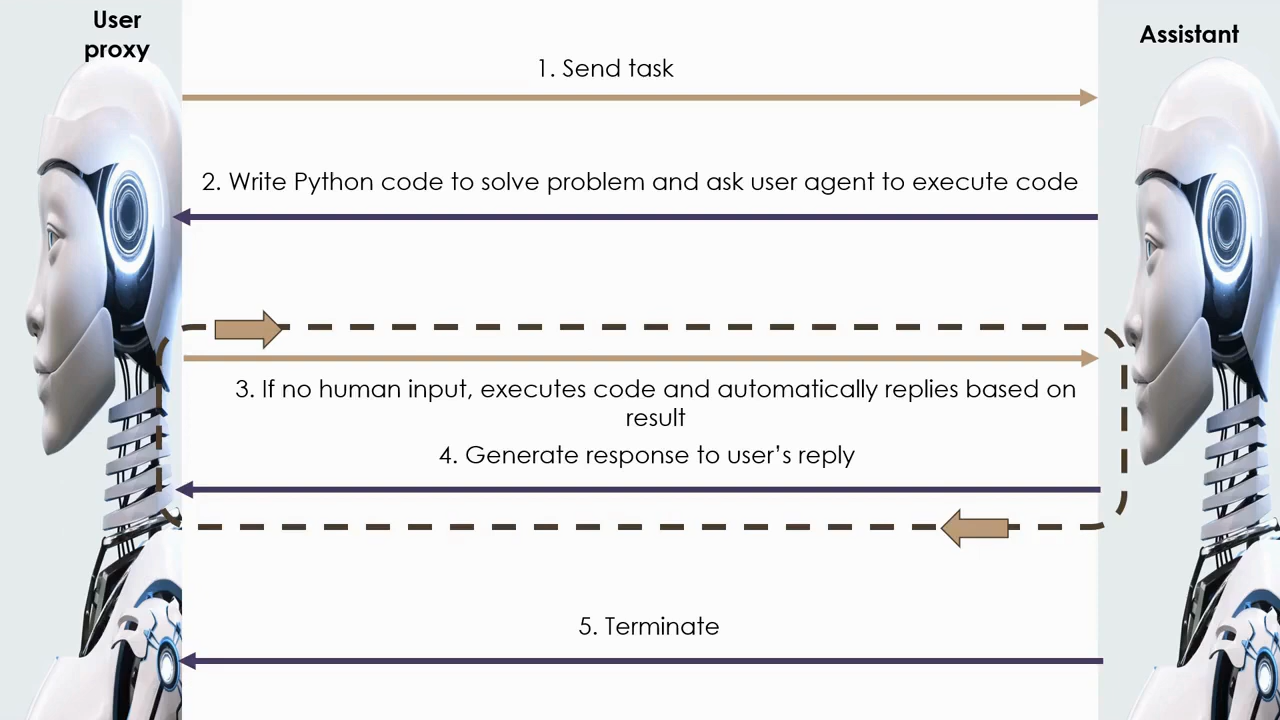 User
proxy
Assistant
1. Send task
2. Write Python code to solve problem and ask user agent to execute code
3. If no human input, executes code and automatically replies based on
result
4. Generate response to user’s reply
5. Terminate